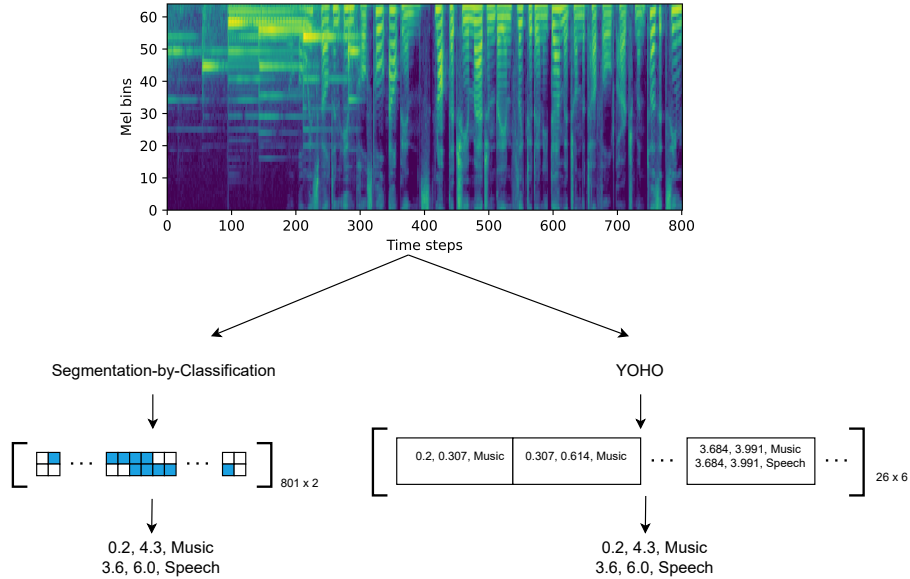 60
50
40
30
20
10
0
Mel bins
0 100 200 300 400 500 600 700 800
Time steps
Segmentation-by-Classification
YOHO
... ... 801 x 2
0.2, 0.307, Music 0.307, 0.614, Music ... 3.684, 3.991, Music
3.684, 3.991, Speech ... 26 x 6
0.2, 4.3, Music
3.6, 6.0, Speech
0.2, 4.3, Music
3.6, 6.0, Speech